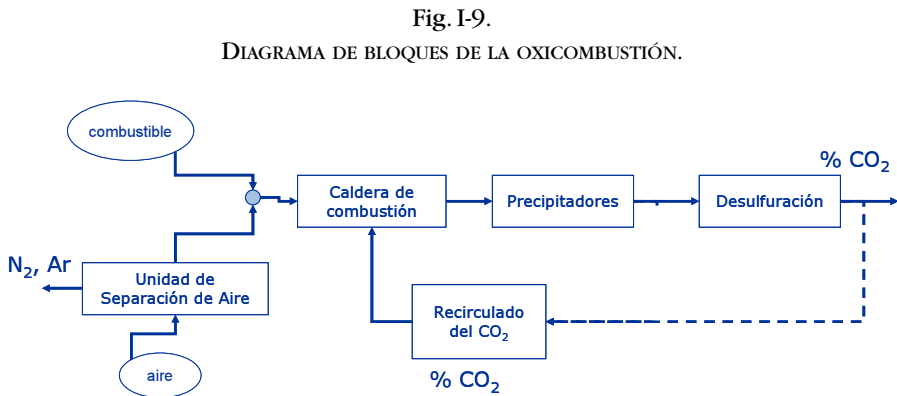 Fig. I-9.
DIAGRAMA DE BLOQUES DE LA OXICOMBUSTIÓN.
combustible
% CO₂
Caldera de
combustión
Precipitadores
Desulfuración
N₂, Ar
Unidad de
Separación de Aire
Recirculado
del CO₂
aire
% CO₂